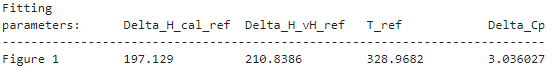 Fitting
parameters: Delta_H_cal_ref Delta_H_vH_ref T_ref Delta_Cp
--------------------------------------------------------------------------------
Figure 1 197.129 210.8386 328.9682 3.036027